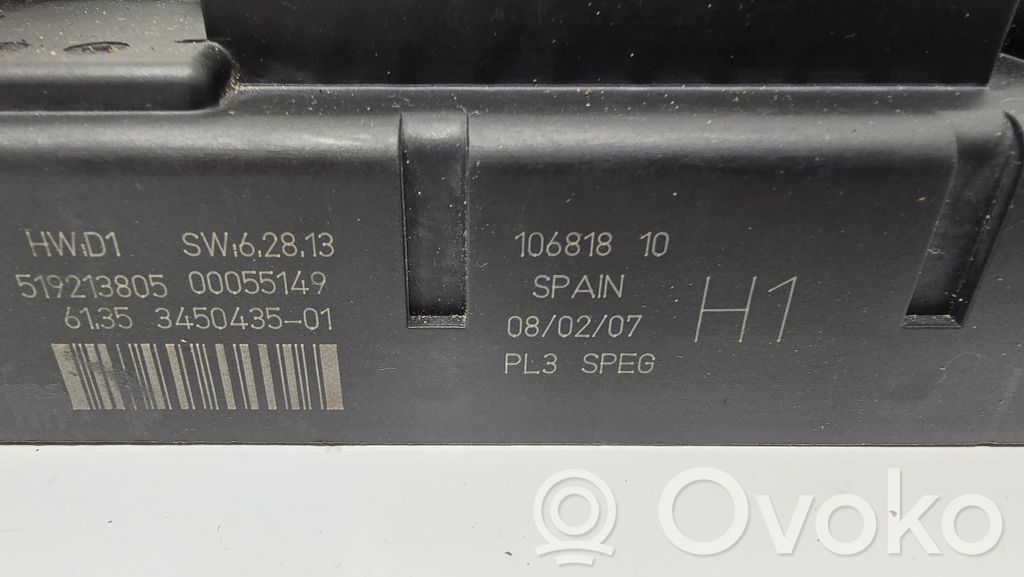 HW:D1 SW:6.28.13
519213805 00055149
61.35 3450435-01
106818 10
SPAIN
08/02/07
PL3 SPEG
H1
Ovoko